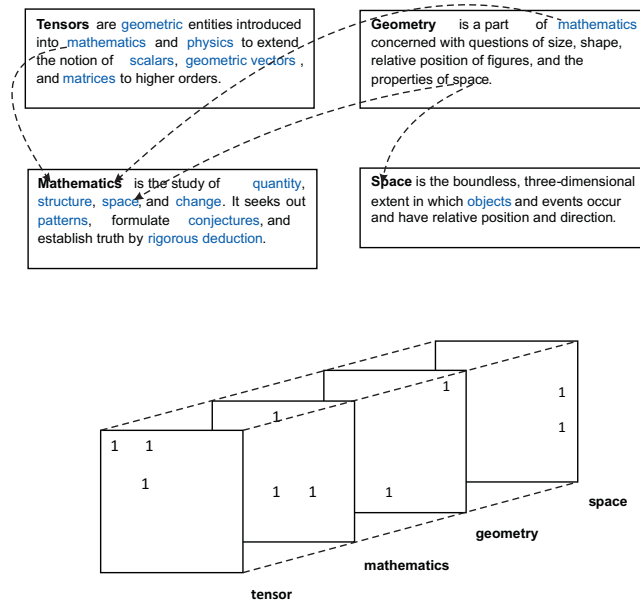 Tensors are geometric entities introduced
into mathematics and physics to extend
the notion of scalars, geometric vectors ,
and matrices to higher orders.
Geometry is a part of mathematics
concerned with questions of size, shape,
relative position of figures, and the
properties of space.
Mathematics is the study of quantity,
structure, space, and change. It seeks out
patterns, formulate conjectures, and
establish truth by rigorous deduction.
Space is the boundless, three-dimensional
extent in which objects and events occur
and have relative position and direction.
1
1
1
1 1
1
1
1 1
1
space
geometry
mathematics
tensor